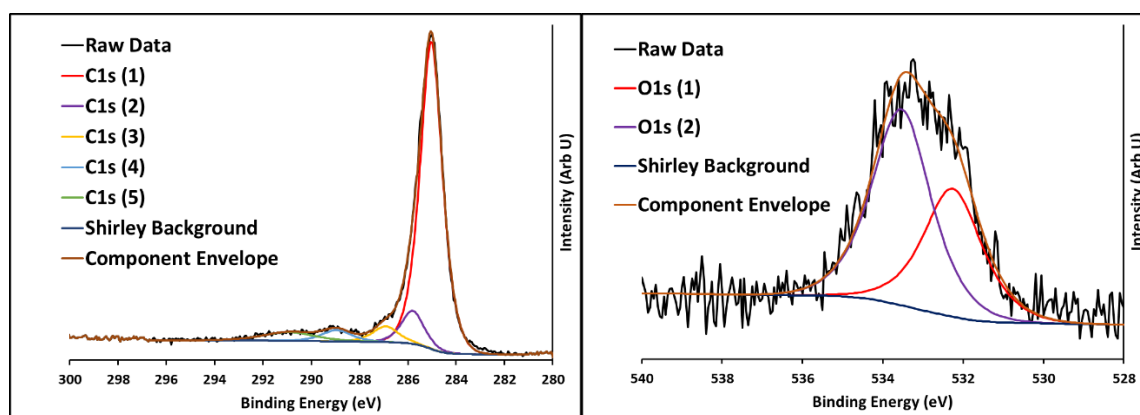 Raw Data
C1s (1)
C1s (2)
C1s (3)
C1s (4)
C1s (5)
Shirley Background
Component Envelope
Intensity (Arb U)
300 298 296 294 292 290 288 286 284 282 280
Binding Energy (eV)
Raw Data
O1s (1)
O1s (2)
Shirley Background
Component Envelope
Intensity (Arb U)
540 538 536 534 532 530 528
Binding Energy (eV)